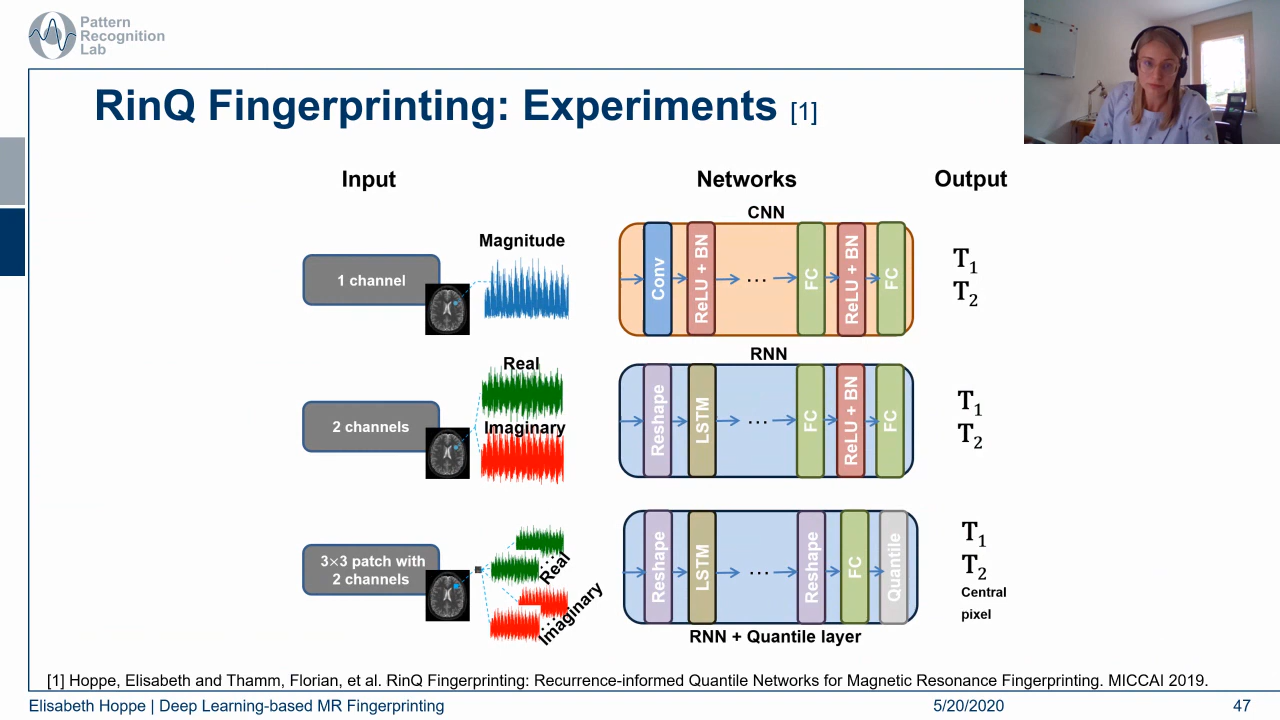 Pattern
Recognition
Lab
RinQ Fingerprinting: Experiments [1]
Input
Networks
Output
CNN
Magnitude
1 channel
Conv
ReLU + BN
...
FC
ReLU + BN
FC
T1
T2
RNN
Real
Imaginary
2 channels
Reshape
LSTM
...
FC
ReLU + BN
FC
T1
T2
3×3 patch with
2 channels
Real
Imaginary
Reshape
LSTM
...
Reshape
FC
Quantile
RNN + Quantile layer
T1
T2
Central
pixel
[1] Hoppe, Elisabeth and Thamm, Florian, et al. RinQ Fingerprinting: Recurrence-informed Quantile Networks for Magnetic Resonance Fingerprinting. MICCAI 2019.
Elisabeth Hoppe | Deep Learning-based MR Fingerprinting
5/20/2020
47